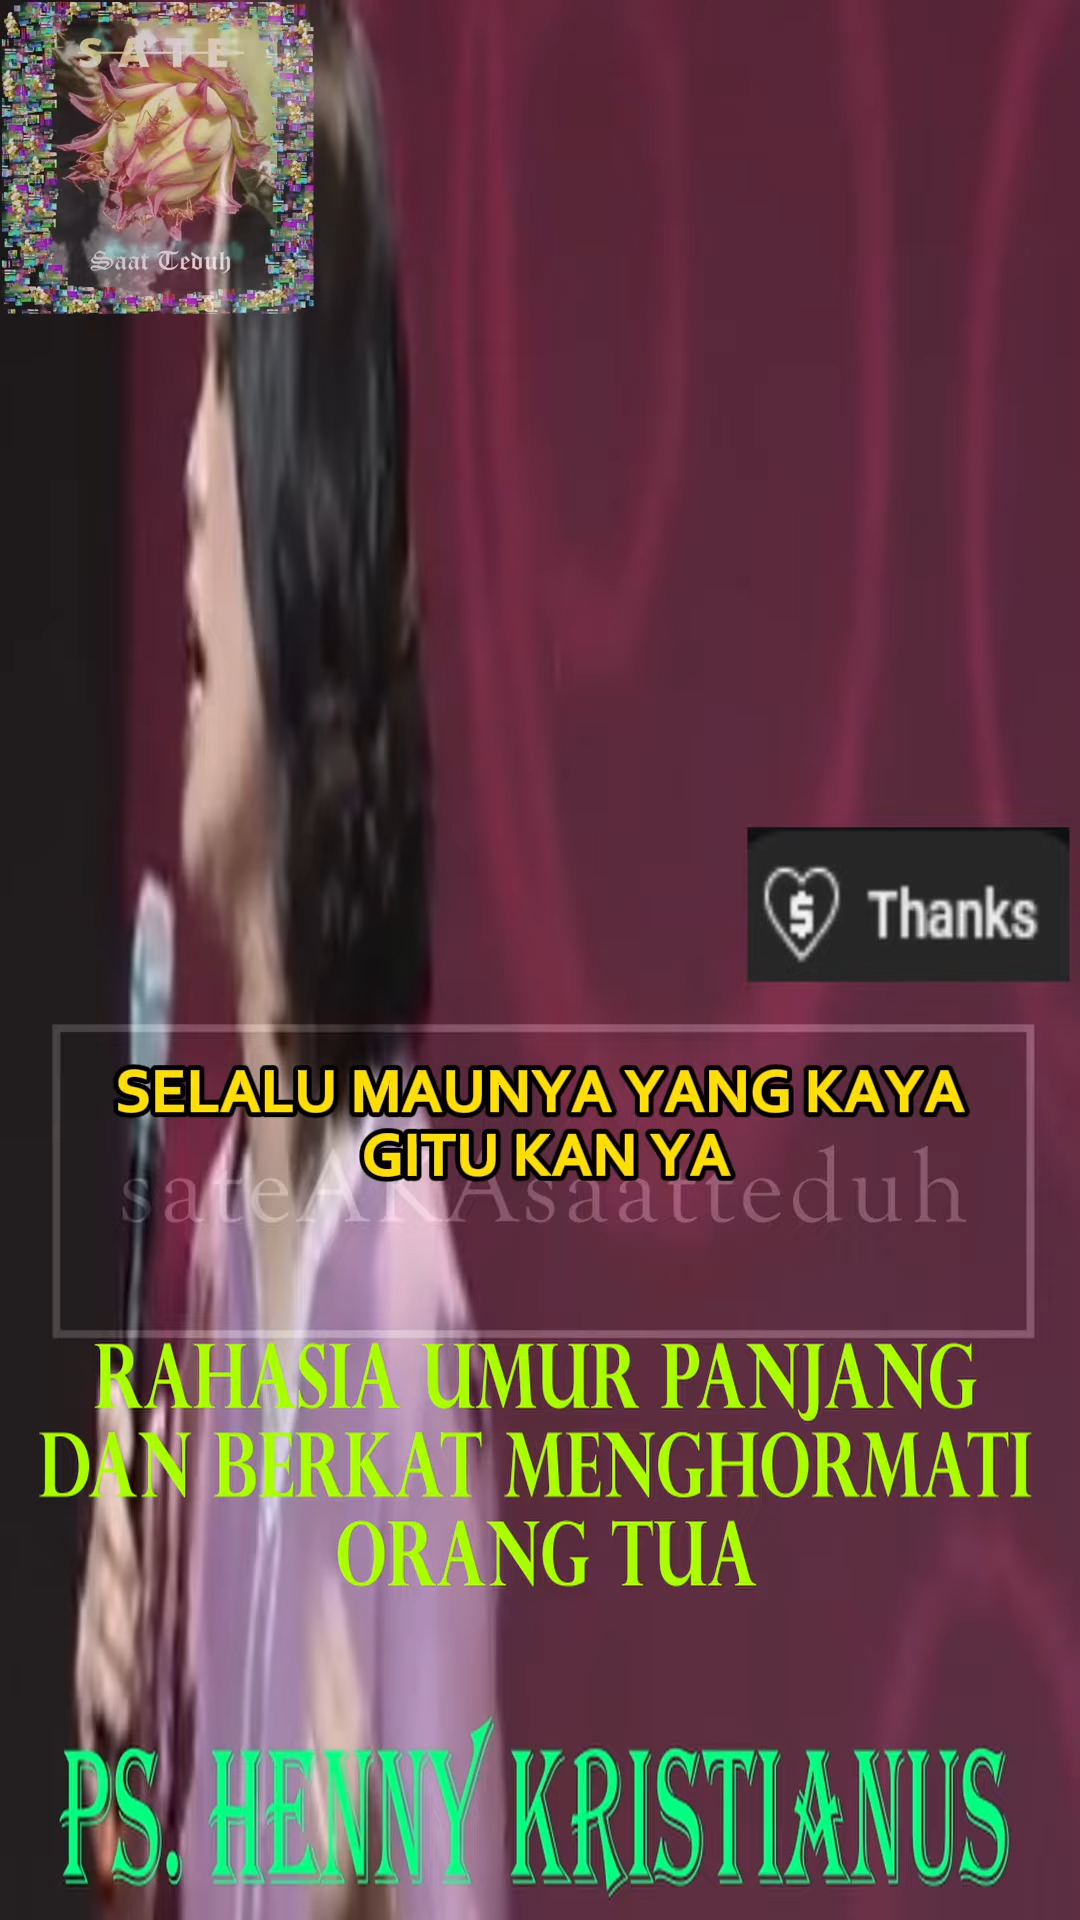 SATE
Saat Teduh
Thanks
SELALU MAUNYA YANG KAYA
GITU KAN YA
sateAKAsaatteduh
RAHASIA UMUR PANJANG
DAN BERKAT MENGHORMATI
ORANG TUA
PS. HENNY KRISTIANUS